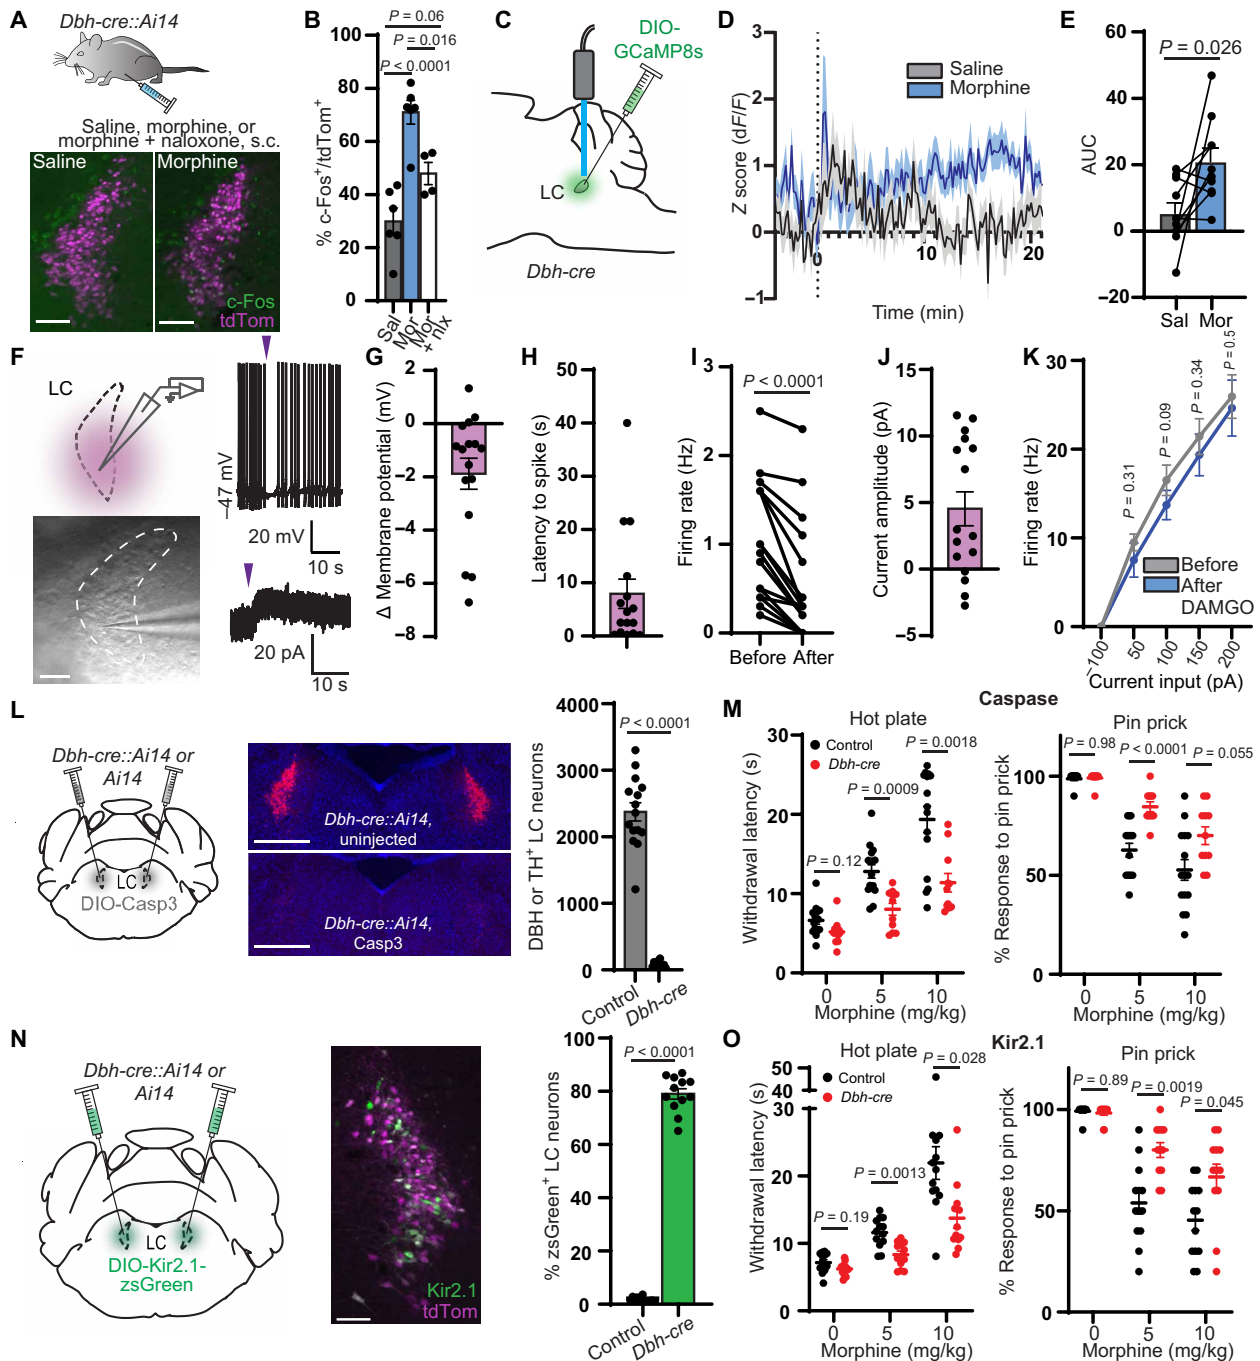 A
Dbh-cre::Ai14
Saline, morphine, or
morphine + naloxone, s.c.
Saline
Morphine
c-Fos
tdTom
B
P = 0.06
P = 0.016
P < 0.0001
% c-Fos+/tdTom+
100
80
60
40
20
0
Sal
Mor
Mor
+ nlx
C
DIO-
GCaMP8s
LC
Dbh-cre
D
Saline
Morphine
Z score (dF/F)
3
2
1
0
−1
0
10
20
Time (min)
E
P = 0.026
AUC
60
40
20
0
−20
Sal
Mor
F
LC
−47 mV
20 mV
10 s
20 pA
10 s
G
Δ Membrane potential (mV)
2
0
−2
−4
−6
−8
H
Latency to spike (s)
50
40
30
20
10
0
I
P < 0.0001
Firing rate (Hz)
3
2
1
0
Before
After
J
Current amplitude (pA)
15
10
5
0
−5
K
Firing rate (Hz)
30
20
10
0
P = 0.31
P = 0.09
P = 0.34
P = 0.5
Before
After
DAMGO
−100
50
100
150
200
Current input (pA)
L
Dbh-cre::Ai14 or
Ai14
LC
DIO-Casp3
Dbh-cre::Ai14,
uninjected
Dbh-cre::Ai14,
Casp3
DBH or TH+ LC neurons
P < 0.0001
4000
3000
2000
1000
0
Control
Dbh-cre
M
Caspase
Hot plate
Control
Dbh-cre
P = 0.0018
P = 0.0009
P = 0.12
Withdrawal latency (s)
30
20
10
0
0
5
10
Morphine (mg/kg)
Pin prick
P = 0.98
P < 0.0001
P = 0.055
% Response to pin prick
100
50
0
0
5
10
Morphine (mg/kg)
N
Dbh-cre::Ai14 or
Ai14
LC
DIO-Kir2.1-
zsGreen
Kir2.1
tdTom
% zsGreen+ LC neurons
P < 0.0001
100
80
60
40
20
0
Control
Dbh-cre
O
Kir2.1
Hot plate
Control
Dbh-cre
P = 0.028
P = 0.0013
P = 0.19
Withdrawal latency (s)
50
40
30
20
10
0
0
5
10
Morphine (mg/kg)
Pin prick
P = 0.89
P = 0.0019
P = 0.045
% Response to pin prick
100
50
0
0
5
10
Morphine (mg/kg)